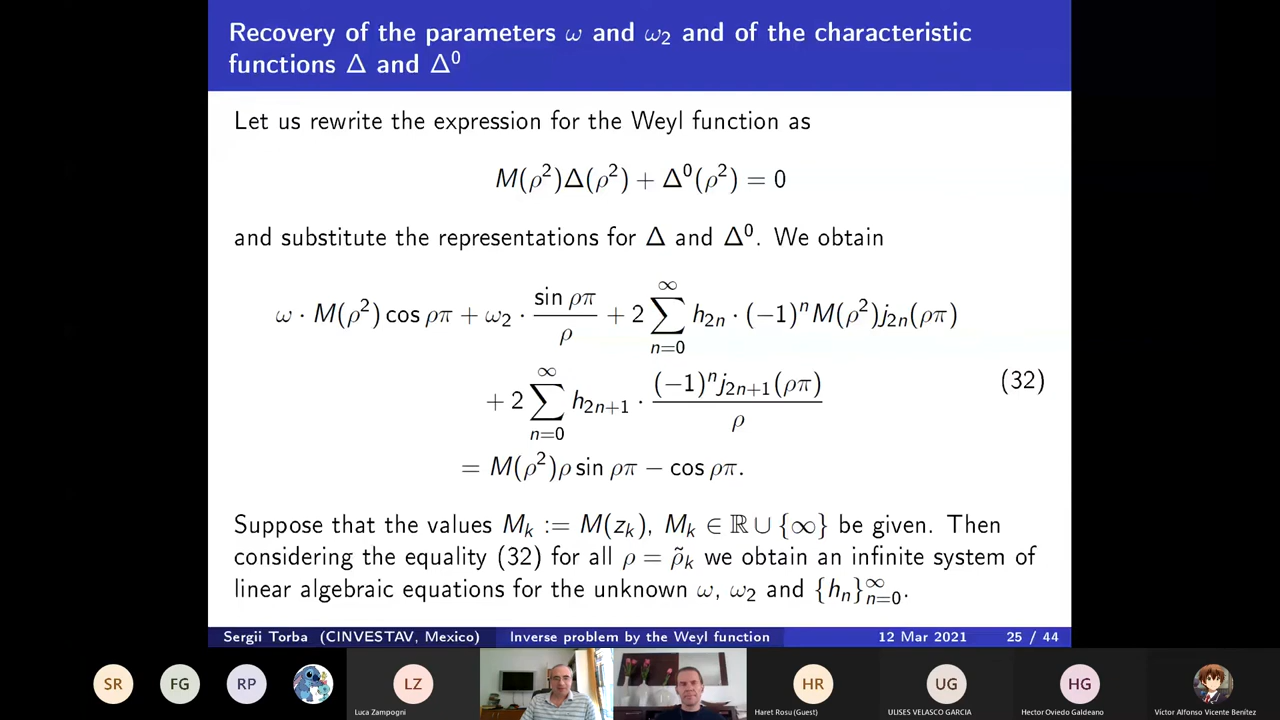 Recovery of the parameters ω and ω₂ and of the characteristic
functions Δ and Δ⁰
Let us rewrite the expression for the Weyl function as
M(ρ²)Δ(ρ²) + Δ⁰(ρ²) = 0
and substitute the representations for Δ and Δ⁰. We obtain
ω · M(ρ²) cos ρπ + ω₂ · (sin ρπ)/ρ + 2 ∑_{n=0}^{∞} h_{2n} · (−1)ⁿ M(ρ²) j_{2n}(ρπ)
+ 2 ∑_{n=0}^{∞} h_{2n+1} · ((−1)ⁿ j_{2n+1}(ρπ))/ρ (32)
= M(ρ²)ρ sin ρπ − cos ρπ.
Suppose that the values M_k := M(z_k), M_k ∈ ℝ ∪ {∞} be given. Then
considering the equality (32) for all ρ = ρ̃_k we obtain an infinite system of
linear algebraic equations for the unknown ω, ω₂ and {h_n}_{n=0}^{∞}.
Sergii Torba (CINVESTAV, Mexico) Inverse problem by the Weyl function 12 Mar 2021 25 / 44
SR FG RP LZ HR UG HG
Luca Zampogni Haret Rosu (Guest) ULISES VELASCO GARCIA Hector Oviedo Galdeano Víctor Alfonso Vicente Benítez